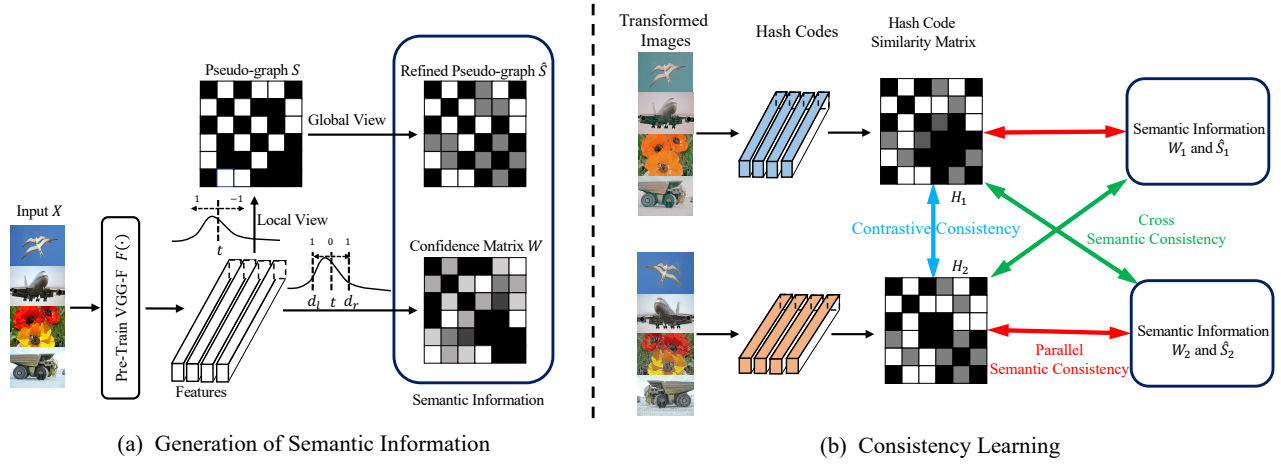 Pseudo-graph S
Refined Pseudo-graph Ŝ
Global View
Input X
1 -1
t
Local View
Pre-Train VGG-F F(·)
Features
1 0 1
d_l t d_r
Confidence Matrix W
Semantic Information
(a) Generation of Semantic Information
Transformed
Images
Hash Codes
Hash Code
Similarity Matrix
H_1
Semantic Information
W_1 and Ŝ_1
Contrastive Consistency
Cross
Semantic Consistency
H_2
Parallel
Semantic Consistency
Semantic Information
W_2 and Ŝ_2
(b) Consistency Learning